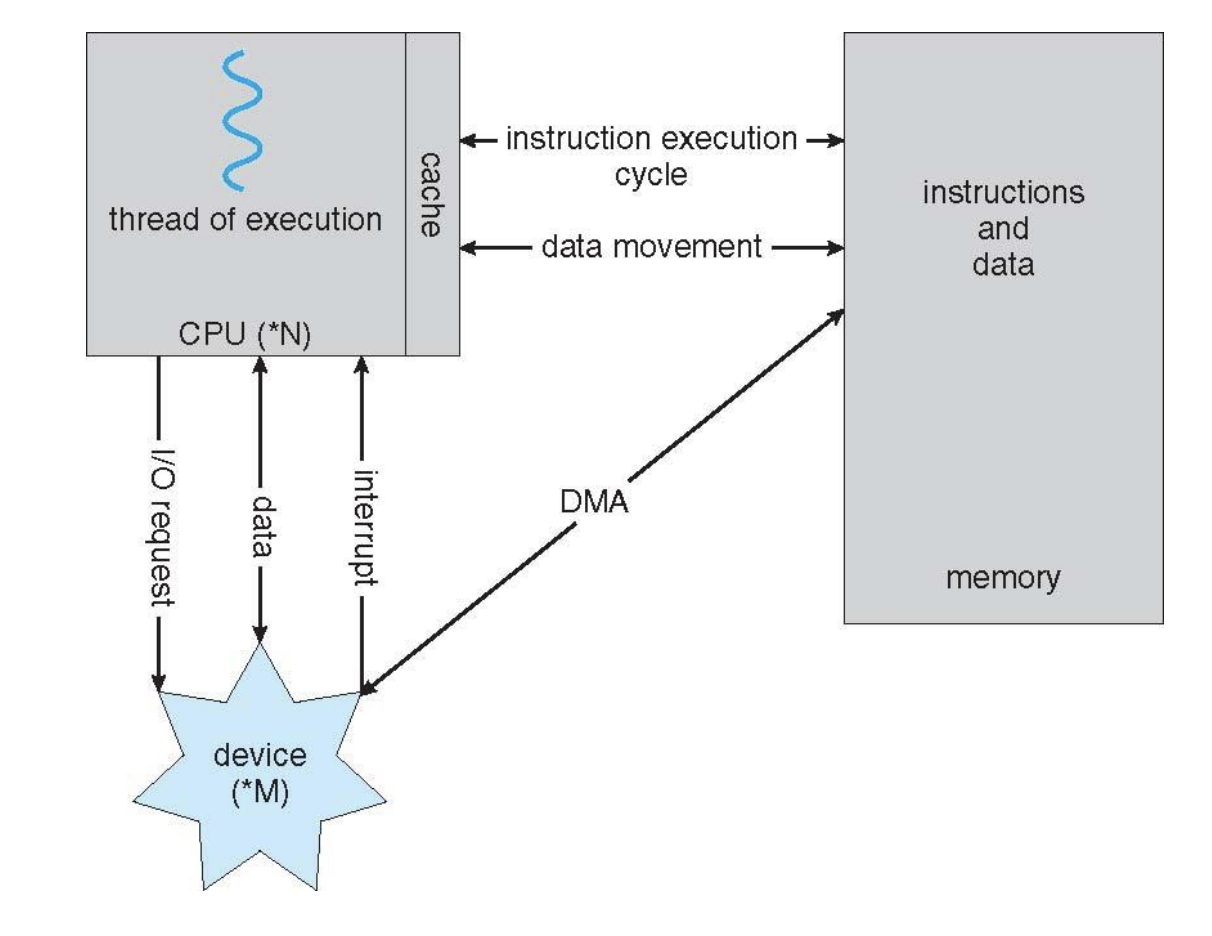 thread of execution
CPU (*N)
cache
instruction execution
cycle
data movement
instructions
and
data
memory
I/O request
data
interrupt
DMA
device
(*M)